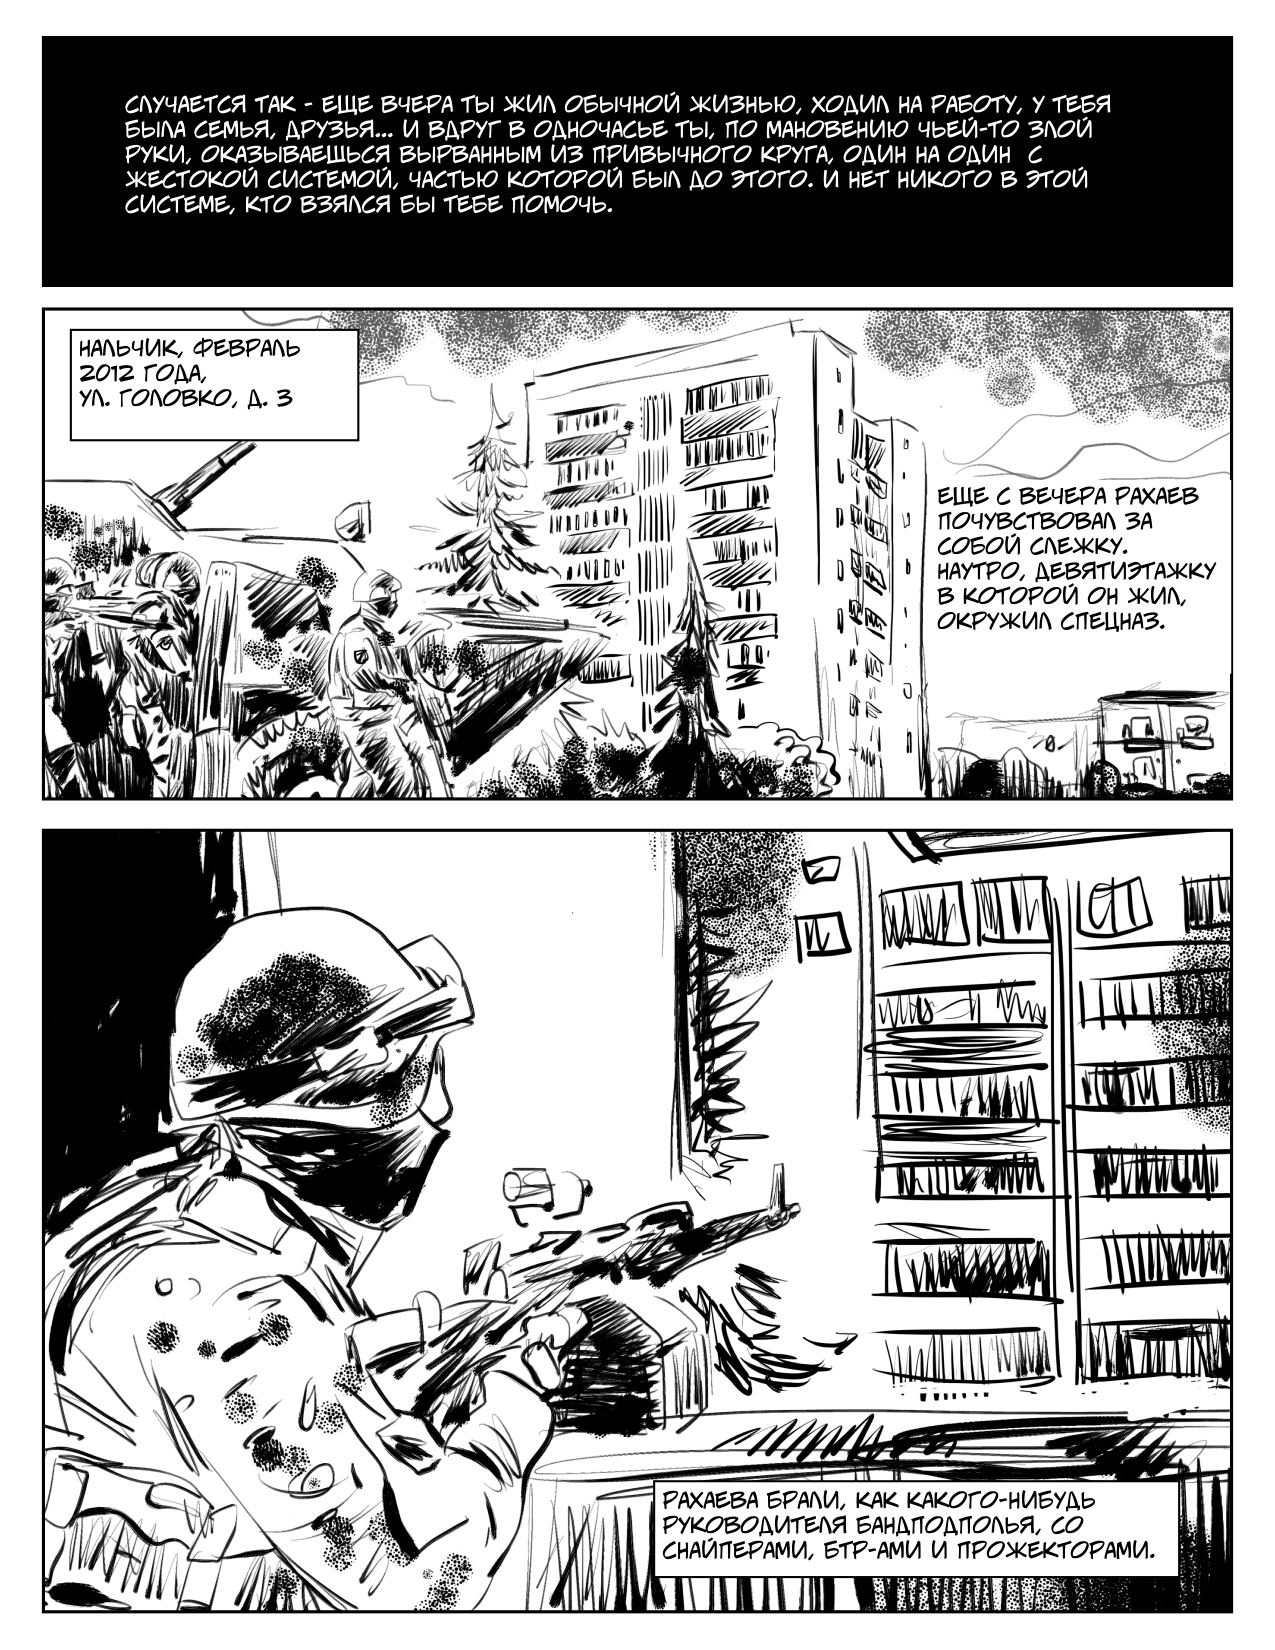 СЛУЧАЕТСЯ ТАК - ЕЩЕ ВЧЕРА ТЫ ЖИЛ ОБЫЧНОЙ ЖИЗНЬЮ, ХОДИЛ НА РАБОТУ, У ТЕБЯ
БЫЛА СЕМЬЯ, ДРУЗЬЯ... И ВДРУГ В ОДНОЧАСЬЕ ТЫ, ПО МАНОВЕНИЮ ЧЬЕЙ-ТО ЗЛОЙ
РУКИ, ОКАЗЫВАЕШЬСЯ ВЫРВАННЫМ ИЗ ПРИВЫЧНОГО КРУГА, ОДИН НА ОДИН С
ЖЕСТОКОЙ СИСТЕМОЙ, ЧАСТЬЮ КОТОРОЙ БЫЛ ДО ЭТОГО. И НЕТ НИКОГО В ЭТОЙ
СИСТЕМЕ, КТО ВЗЯЛСЯ БЫ ТЕБЕ ПОМОЧЬ.
НАЛЬЧИК, ФЕВРАЛЬ
2012 ГОДА,
УЛ. ГОЛОВКО, Д. 3
ЕЩЕ С ВЕЧЕРА РАХАЕВ
ПОЧУВСТВОВАЛ ЗА
СОБОЙ СЛЕЖКУ.
НАУТРО, ДЕВЯТИЭТАЖКУ
В КОТОРОЙ ОН ЖИЛ,
ОКРУЖИЛ СПЕЦНАЗ.
РАХАЕВА БРАЛИ, КАК КАКОГО-НИБУДЬ
РУКОВОДИТЕЛЯ БАНДПОДПОЛЬЯ, СО
СНАЙПЕРАМИ, БТР-АМИ И ПРОЖЕКТОРАМИ.